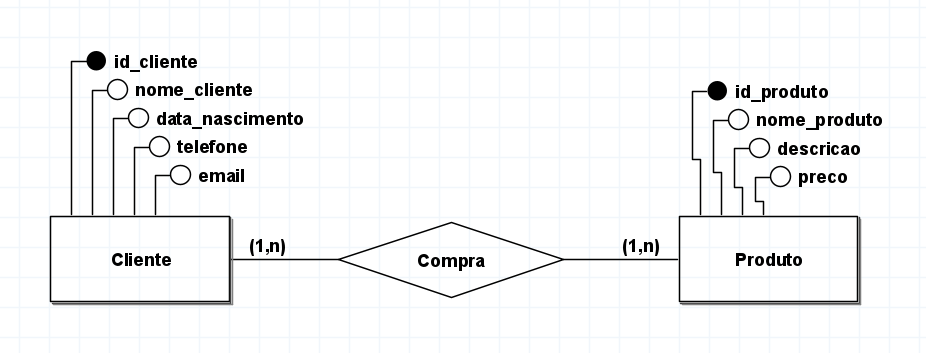 id_cliente
nome_cliente
data_nascimento
telefone
email
id_produto
nome_produto
descricao
preco
Cliente
(1,n)
Compra
(1,n)
Produto